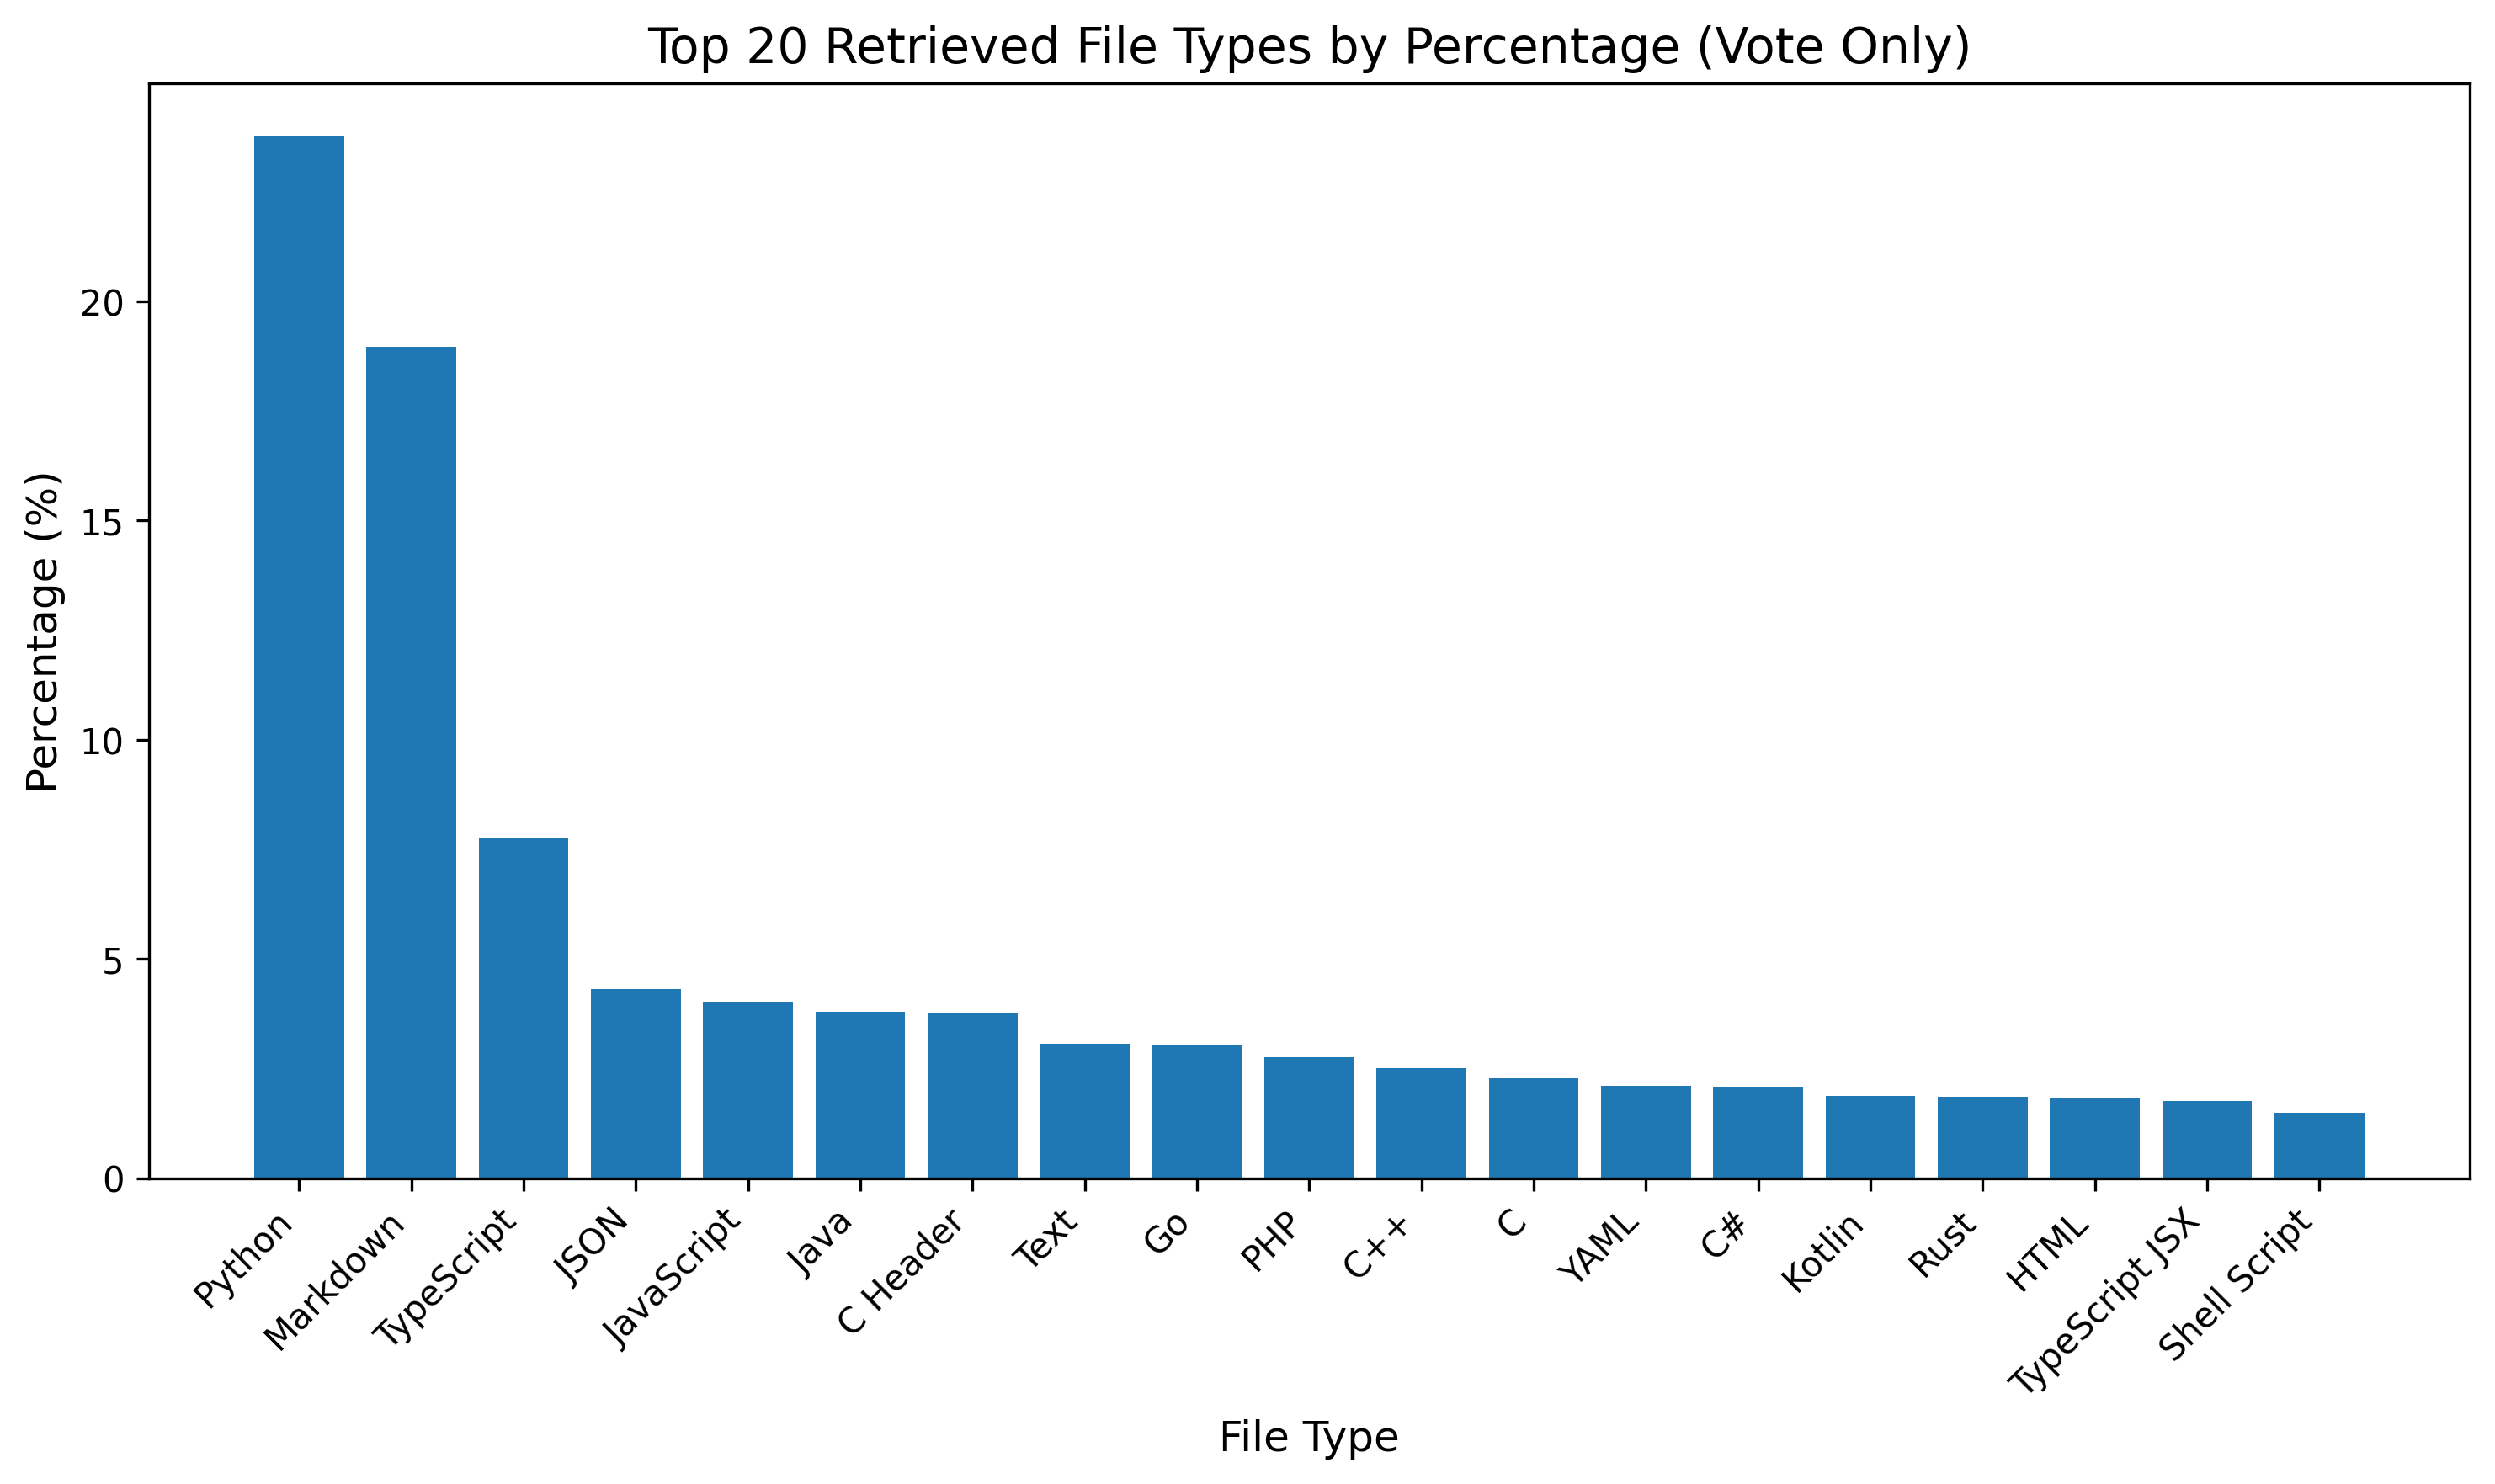 Top 20 Retrieved File Types by Percentage (Vote Only)
Percentage (%)
20
15
10
5
0
Python
Markdown
TypeScript
JSON
JavaScript
Java
C Header
Text
Go
PHP
C++
C
YAML
C#
Kotlin
Rust
HTML
TypeScript JSX
Shell Script
File Type